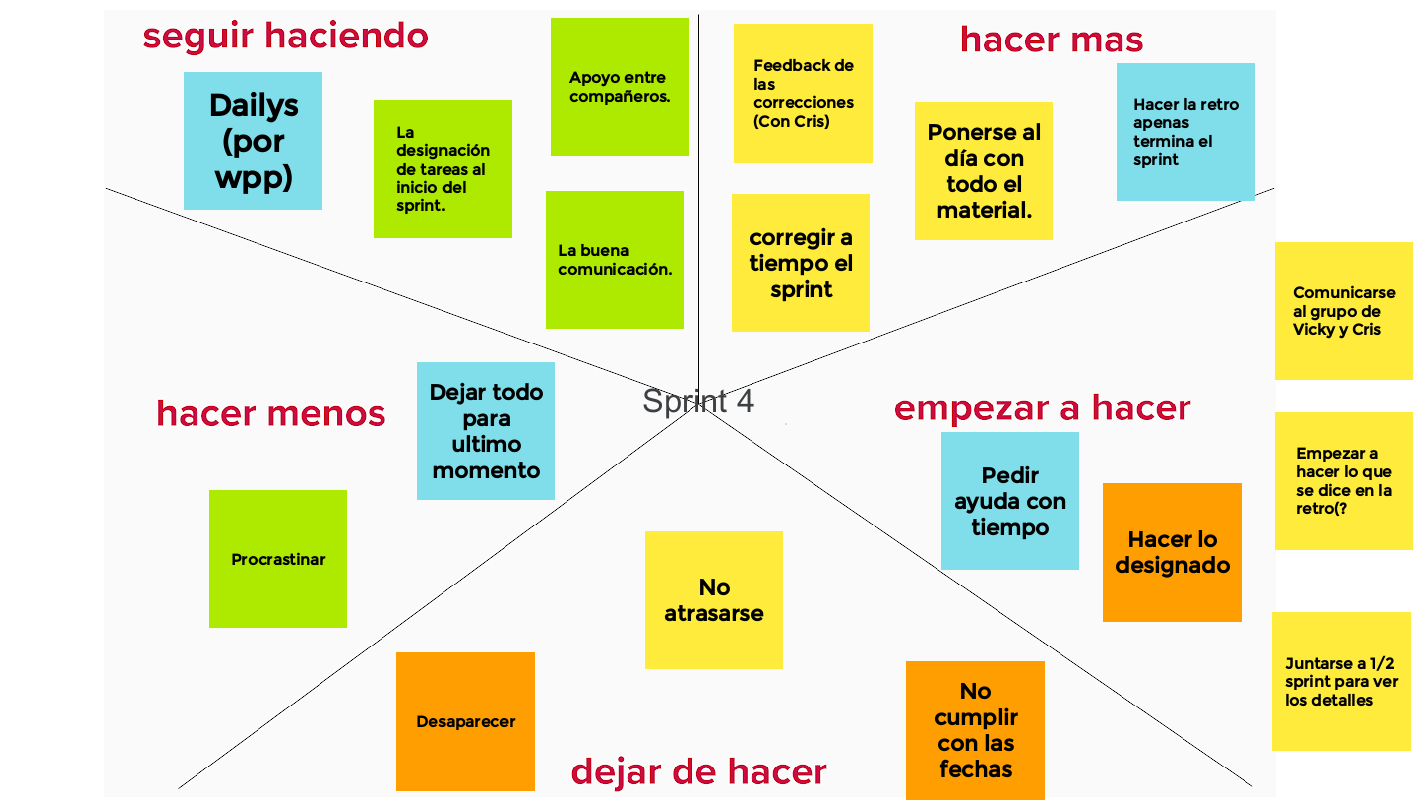 seguir haciendo
Dailys
(por
wpp)
La
designación
de tareas al
inicio del
sprint.
Apoyo entre
compañeros.
La buena
comunicación.
hacer mas
Feedback de
las
correcciones
(Con Cris)
Ponerse al
día con
todo el
material.
Hacer la retro
apenas
termina el
sprint
corregir a
tiempo el
sprint
Sprint 4
hacer menos
Dejar todo
para
ultimo
momento
Procrastinar
empezar a hacer
Pedir
ayuda con
tiempo
Hacer lo
designado
Comunicarse
al grupo de
Vicky y Cris
Empezar a
hacer lo que
se dice en la
retro(?
Juntarse a 1/2
sprint para ver
los detalles
dejar de hacer
No
atrasarse
Desaparecer
No
cumplir
con las
fechas